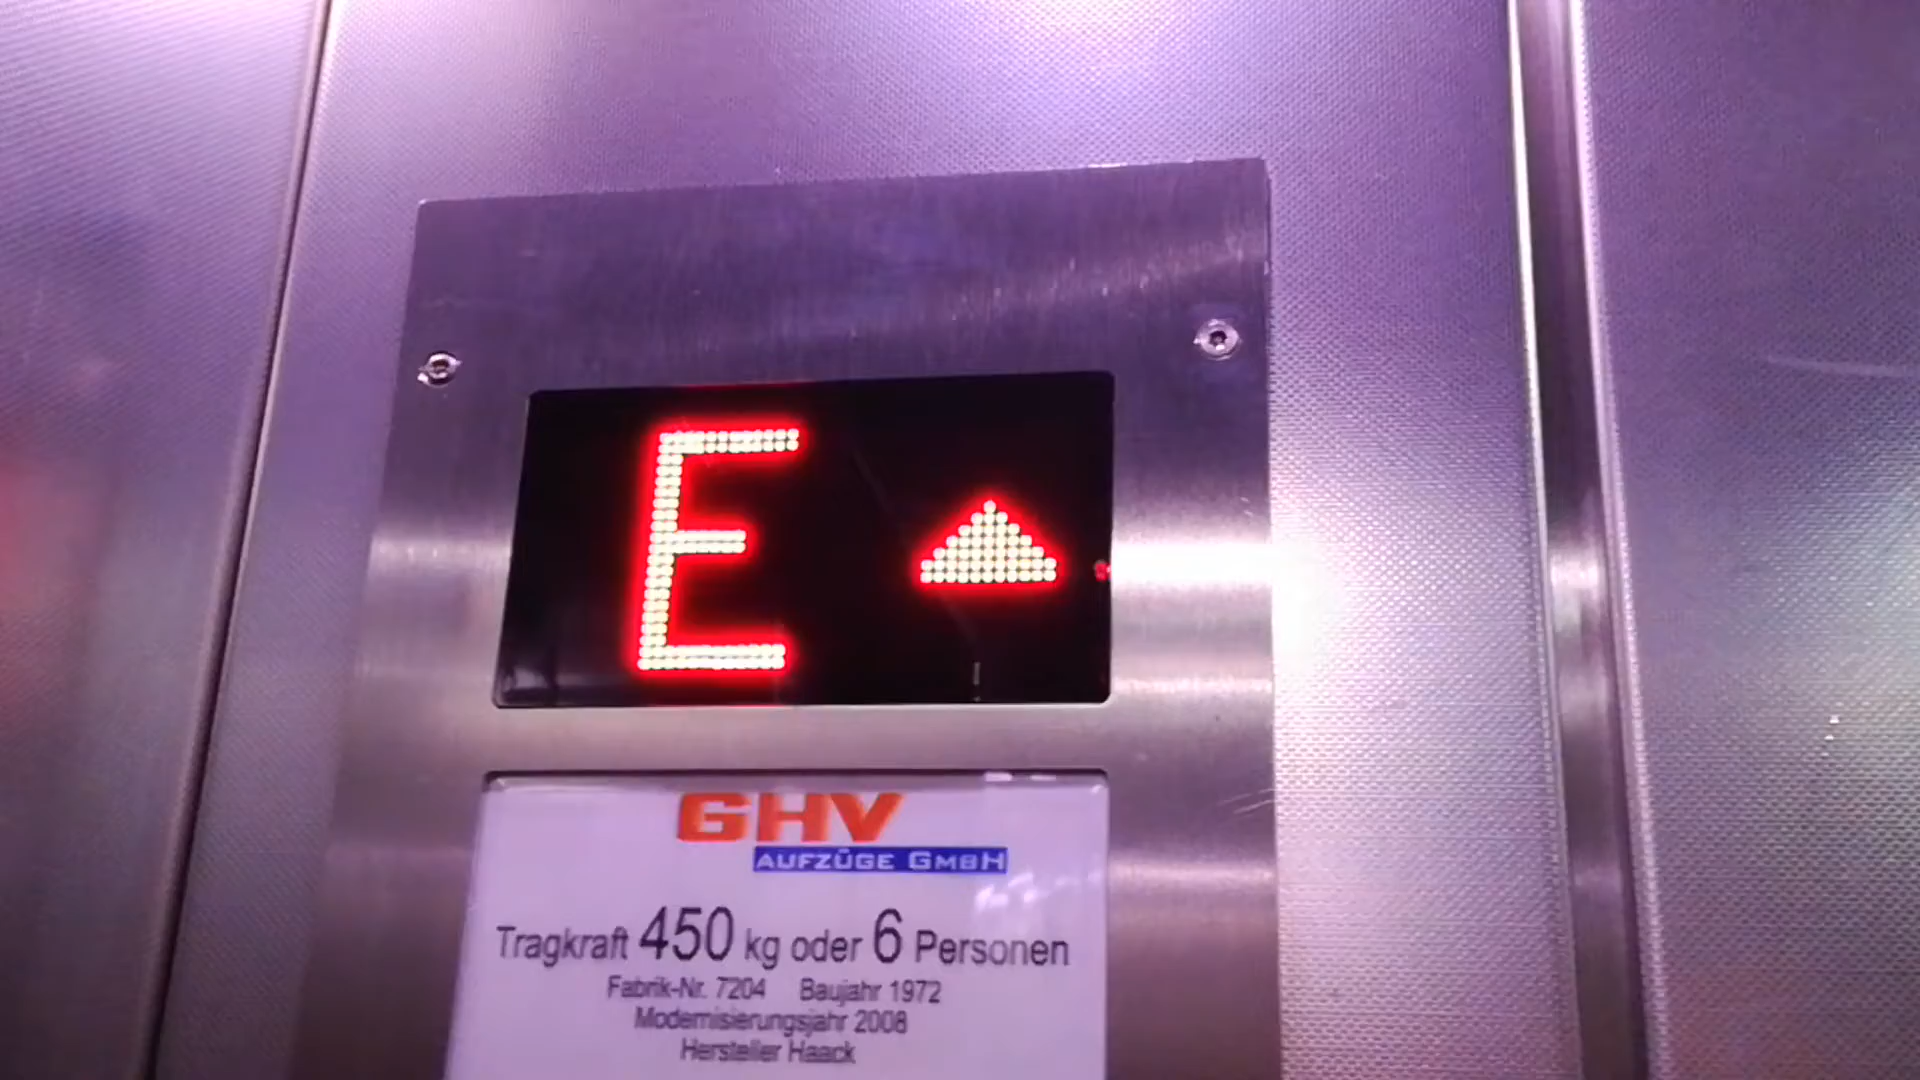 E
GHV
AUFZÜGE GMBH
Tragkraft 450 kg oder 6 Personen
Fabrik-Nr. 7204 Baujahr 1972
Modernisierungsjahr 2008
Hersteller Haack